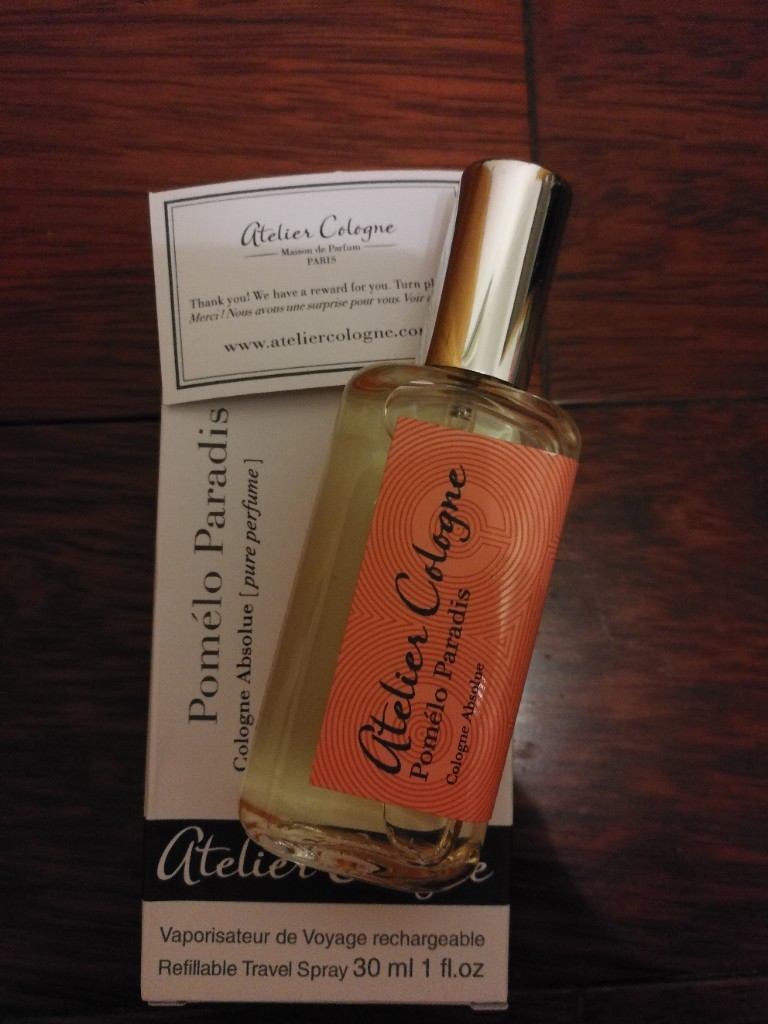 Atelier Cologne
Maison de Parfum
PARIS
Thank you! We have a reward for you. Turn
Merci! Nous avons une surprise pour vous. Voir
www.ateliercologne.co
Pomélo Paradis
Cologne Absolue [pure perfume]
Atelier Cologne
Pomélo Paradis
Cologne Absolue
Atelier
Vaporisateur de Voyage rechargeable
Refillable Travel Spray 30 ml 1 fl.oz